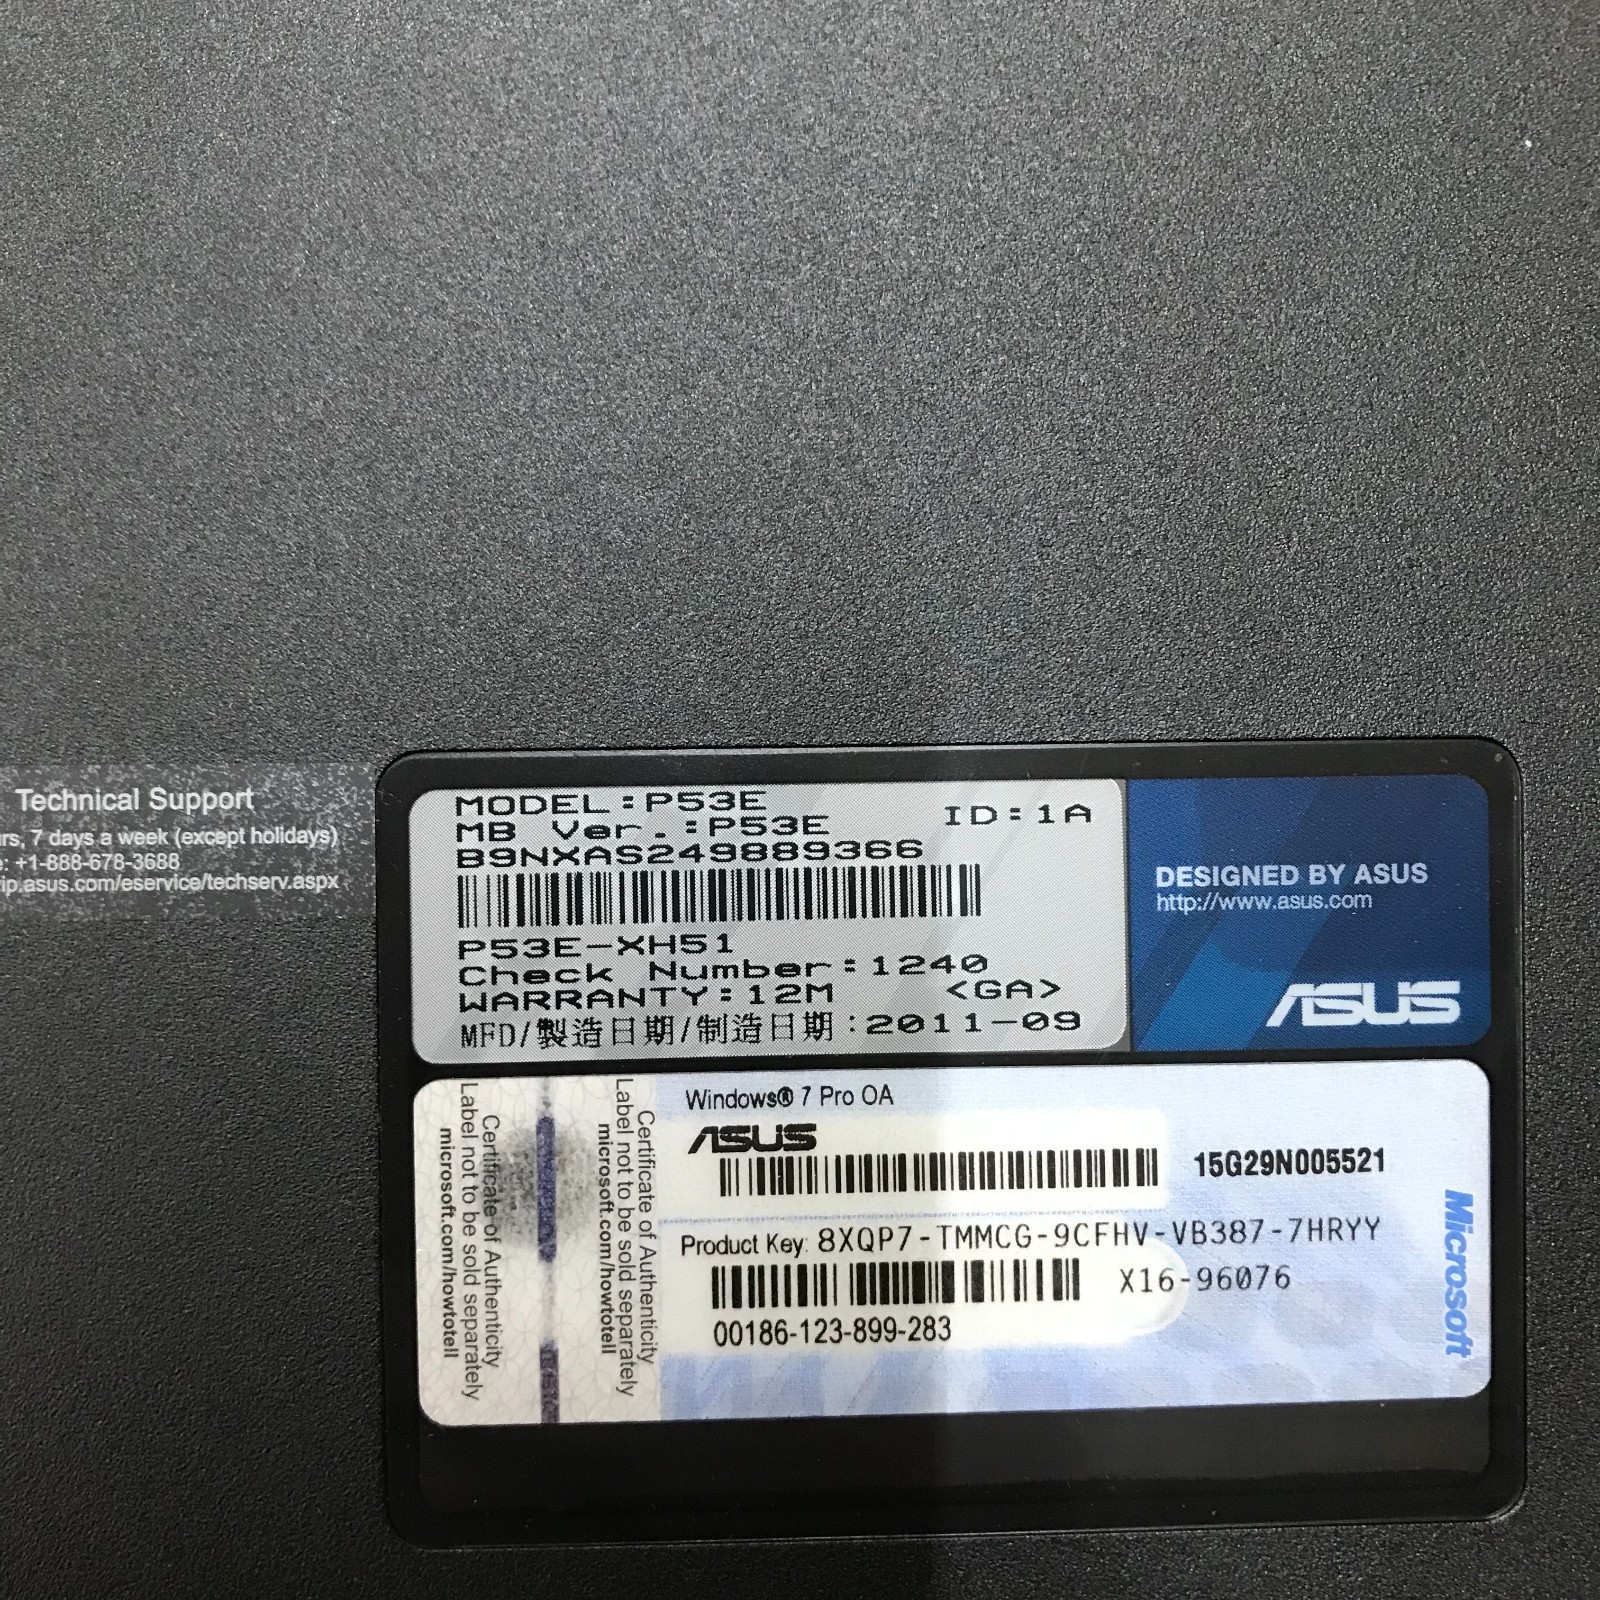 Technical Support
rs, 7 days a week (except holidays)
: +1-888-678-3688
ip.asus.com/eservice/techserv.aspx
MODEL:P53E
MB Ver.:P53E
ID:1A
B9NXAS249889366
P53E-XH51
Check Number:1240
WARRANTY:12M <GA>
MFD/製造日期/制造日期:2011-09
DESIGNED BY ASUS
http://www.asus.com
ASUS
Certificate of Authenticity
Label not to be sold separately
microsoft.com/howtotell
Certificate of Authenticity
Label not to be sold separately
microsoft.com/howtotell
Windows® 7 Pro OA
ASUS
15G29N005521
Product Key: 8XQP7-TMMCG-9CFHV-VB387-7HRYY
X16-96076
00186-123-899-283
Microsoft